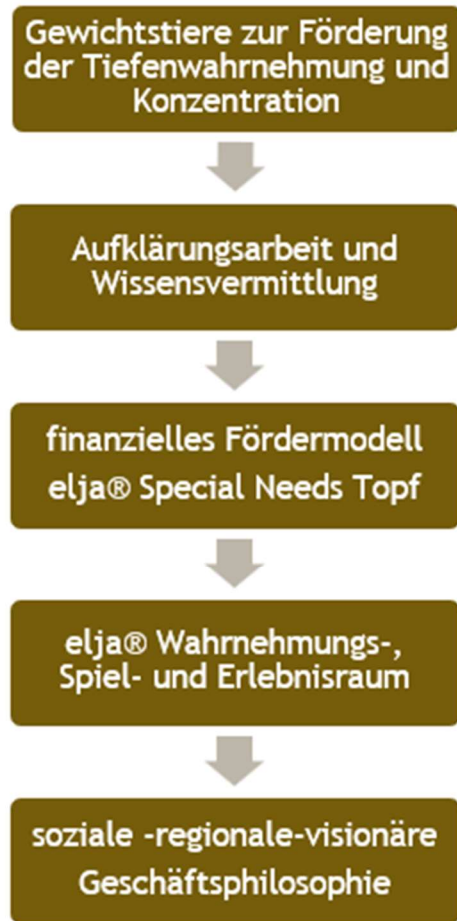 Gewichtstiere zur Förderung
der Tiefenwahrnehmung und
Konzentration
Aufklärungsarbeit und
Wissensvermittlung
finanzielles Fördermodell
elja® Special Needs Topf
elja® Wahrnehmungs-,
Spiel- und Erlebnisraum
soziale -regionale-visionäre
Geschäftsphilosophie